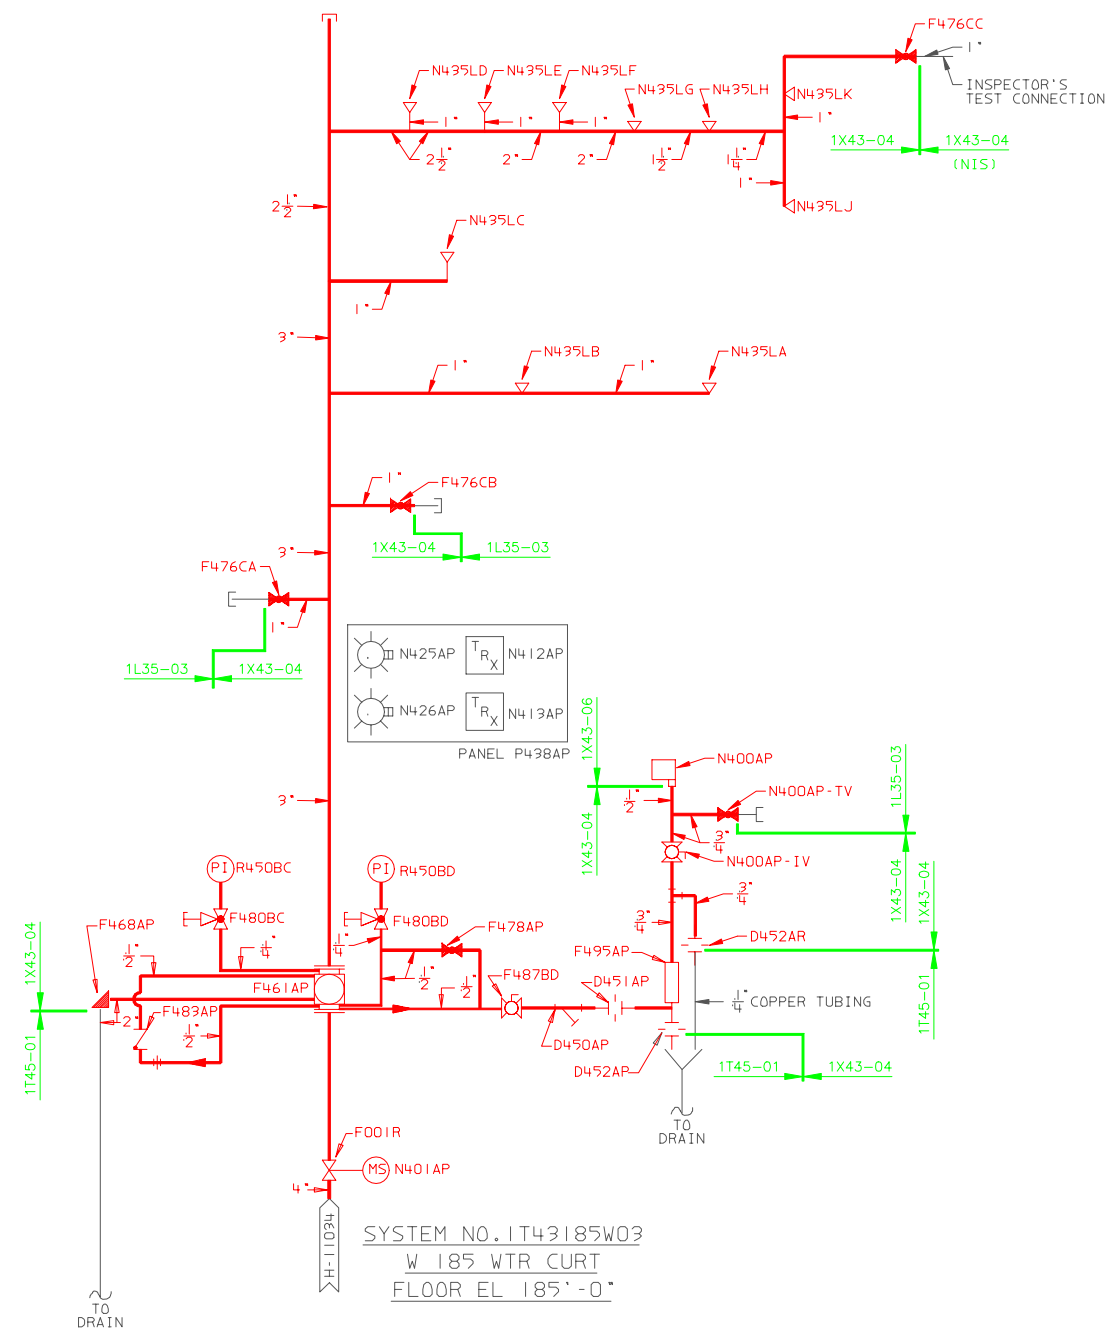 F476CC
1"
INSPECTOR'S
TEST CONNECTION
N435LD
N435LE
N435LF
N435LG
N435LH
N435LK
1"
1"
1"
1"
2 1/2"
2"
2"
1 1/2"
1 1/4"
1"
1X43-04
1X43-04
(NIS)
N435LJ
2 1/2"
N435LC
1"
3"
N435LB
N435LA
1"
1"
1"
F476CB
3"
1X43-04
1L35-03
F476CA
1"
1L35-03
1X43-04
N425AP
TRX
N412AP
N426AP
TRX
N413AP
PANEL P438AP
1X43-06
1X43-04
N400AP
1/2"
N400AP-TV
3/4"
N400AP-IV
1L35-03
1X43-04
3"
PI
R450BC
PI
R450BD
3/4"
1X43-04
1T45-01
F468AP
F480BC
F480BD
F478AP
3/4"
D452AR
1X43-04
1T45-01
1/2"
1/4"
1/4"
F495AP
F461AP
1/2"
1/2"
F487BD
D451AP
1/4" COPPER TUBING
2"
F483AP
1/2"
D450AP
D452AP
1T45-01
1X43-04
TO
DRAIN
F001R
MS
N401AP
4"
H-11034
SYSTEM NO.1T43185W03
W 185 WTR CURT
FLOOR EL 185'-0"
TO
DRAIN